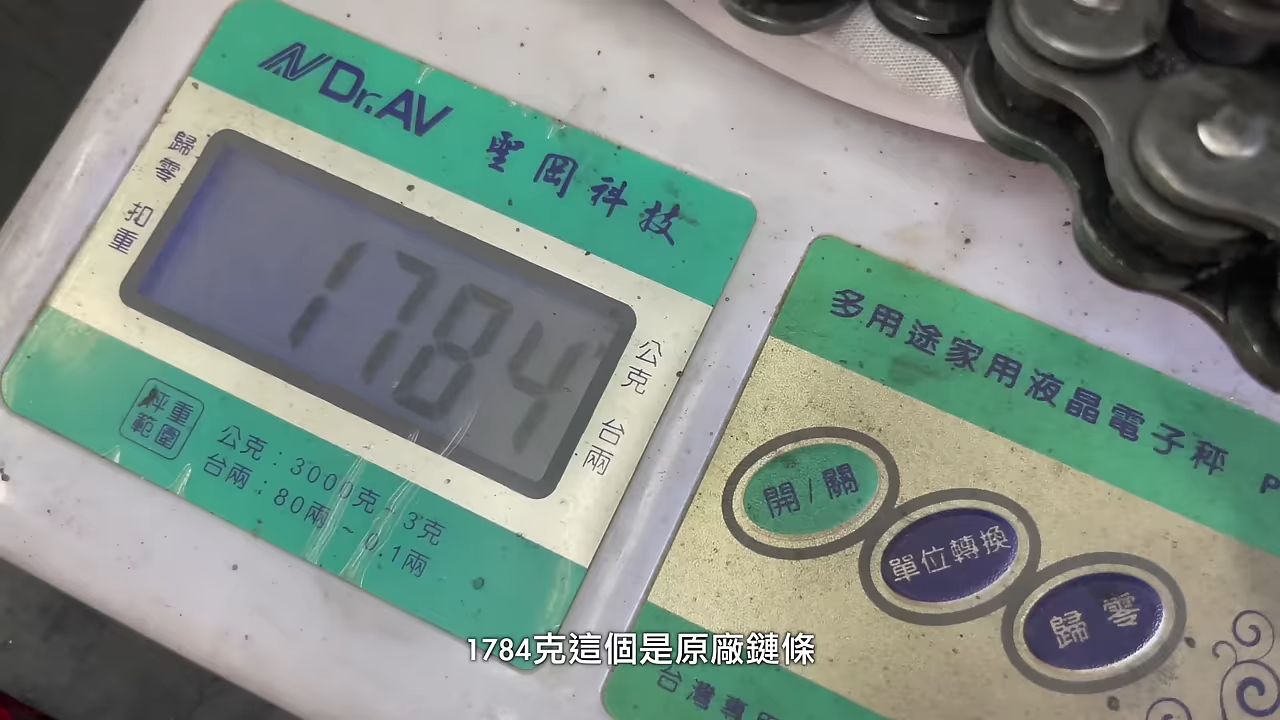 Dr.AV 聖岡科技
歸零
扣重
1784
公克
台兩
秤重範圍
公克：3000克~3克
台兩：80兩~0.1兩
多用途家用液晶電子秤 P
開/關
單位轉換
歸零
台灣專
1784克這個是原廠鏈條